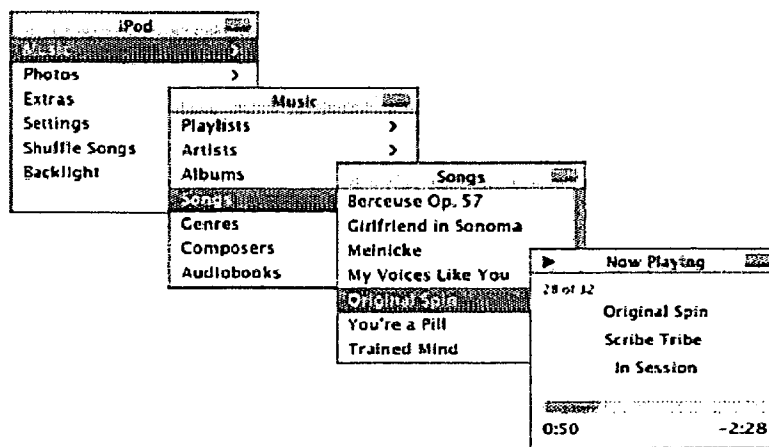 iPod
Music >
Photos >
Extras
Settings
Shuffle Songs
Backlight
Music
Playlists >
Artists >
Albums
Songs
Genres
Composers
Audiobooks
Songs
Berceuse Op. 57
Girlfriend in Sonoma
Meinicke
My Voices Like You
Original Spin
You're a Pill
Trained Mind
Now Playing
28 of 32
Original Spin
Scribe Tribe
In Session
0:50 -2:28